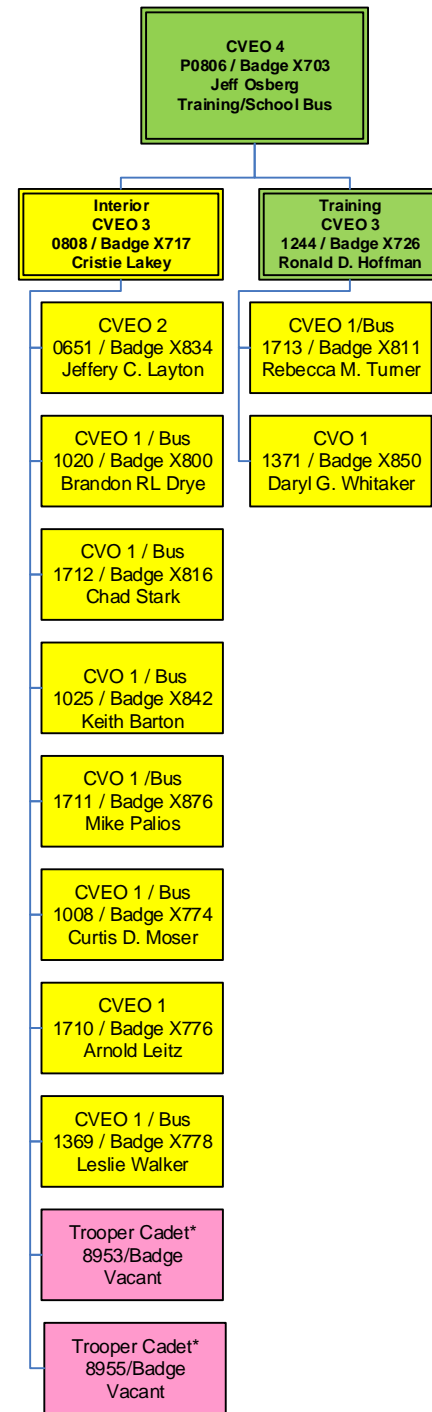 CVEO 4
P0806 / Badge X703
Jeff Osberg
Training/School Bus
Interior
CVEO 3
0808 / Badge X717
Cristie Lakey
Training
CVEO 3
1244 / Badge X726
Ronald D. Hoffman
CVEO 2
0651 / Badge X834
Jeffery C. Layton
CVEO 1 / Bus
1020 / Badge X800
Brandon RL Drye
CVO 1 / Bus
1712 / Badge X816
Chad Stark
CVO 1 / Bus
1025 / Badge X842
Keith Barton
CVO 1 /Bus
1711 / Badge X876
Mike Palios
CVEO 1 / Bus
1008 / Badge X774
Curtis D. Moser
CVEO 1
1710 / Badge X776
Arnold Leitz
CVEO 1 / Bus
1369 / Badge X778
Leslie Walker
Trooper Cadet*
8953/Badge
Vacant
Trooper Cadet*
8955/Badge
Vacant
CVEO 1/Bus
1713 / Badge X811
Rebecca M. Turner
CVO 1
1371 / Badge X850
Daryl G. Whitaker